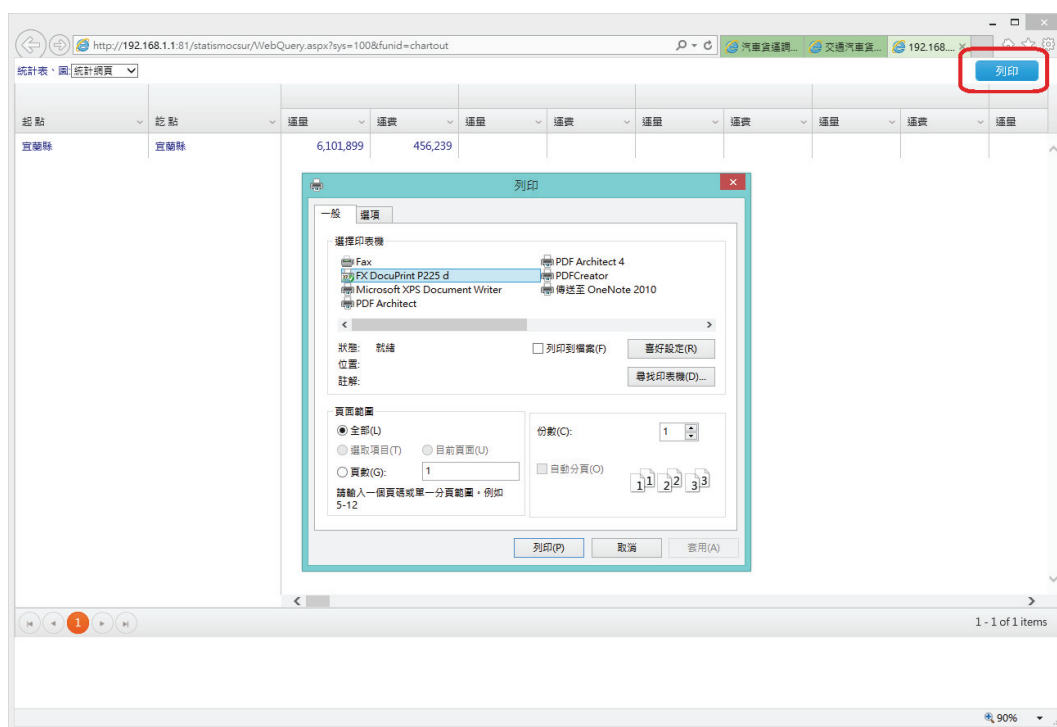 http://192.168.1.1:81/statismocsur/WebQuery.aspx?sys=100&funid=chartout 汽車貨運調... 交通汽車貨... 192.168....
統計表、圖:統計網頁 列印
起點 訖點 運量 運費 運量 運費 運量 運費 運量 運費 運量
宜蘭縣 宜蘭縣 6,101,899 456,239
列印
一般 選項
選擇印表機
Fax PDF Architect 4
FX DocuPrint P225 d PDFCreator
Microsoft XPS Document Writer 傳送至 OneNote 2010
PDF Architect
狀態: 就緒 列印到檔案(F) 喜好設定(R)
位置:
註解: 尋找印表機(D)...
頁面範圍
全部(L) 份數(C): 1
選取項目(T) 目前頁面(U)
頁數(G): 1 自動分頁(O)
1 1 2 2 3 3
請輸入一個頁碼或單一分頁範圍。例如
5-12
列印(P) 取消 套用(A)
1 1 - 1 of 1 items
90%